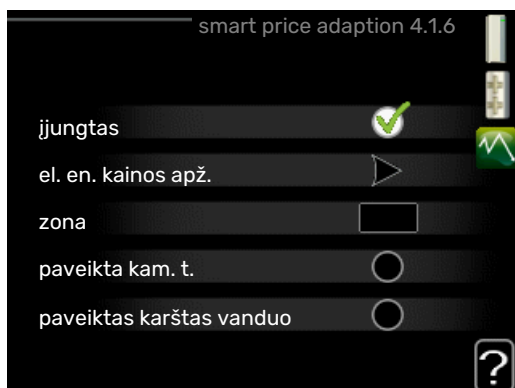 smart price adaption 4.1.6
įjungtas
el. en. kainos apž.
zona
paveikta kam. t.
paveiktas karštas vanduo
?